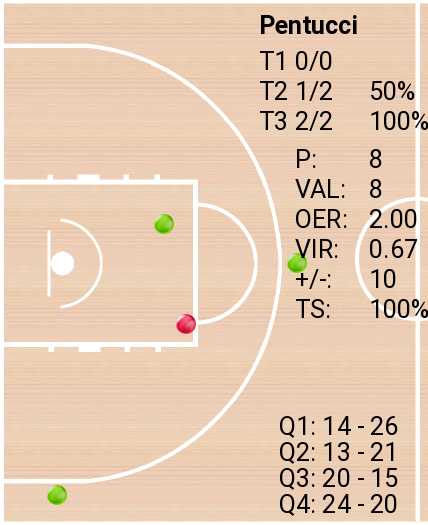 Pentucci
T1 0/0
T2 1/2 50%
T3 2/2 100%
P: 8
VAL: 8
OER: 2.00
VIR: 0.67
+/-: 10
TS: 100%
Q1: 14 - 26
Q2: 13 - 21
Q3: 20 - 15
Q4: 24 - 20